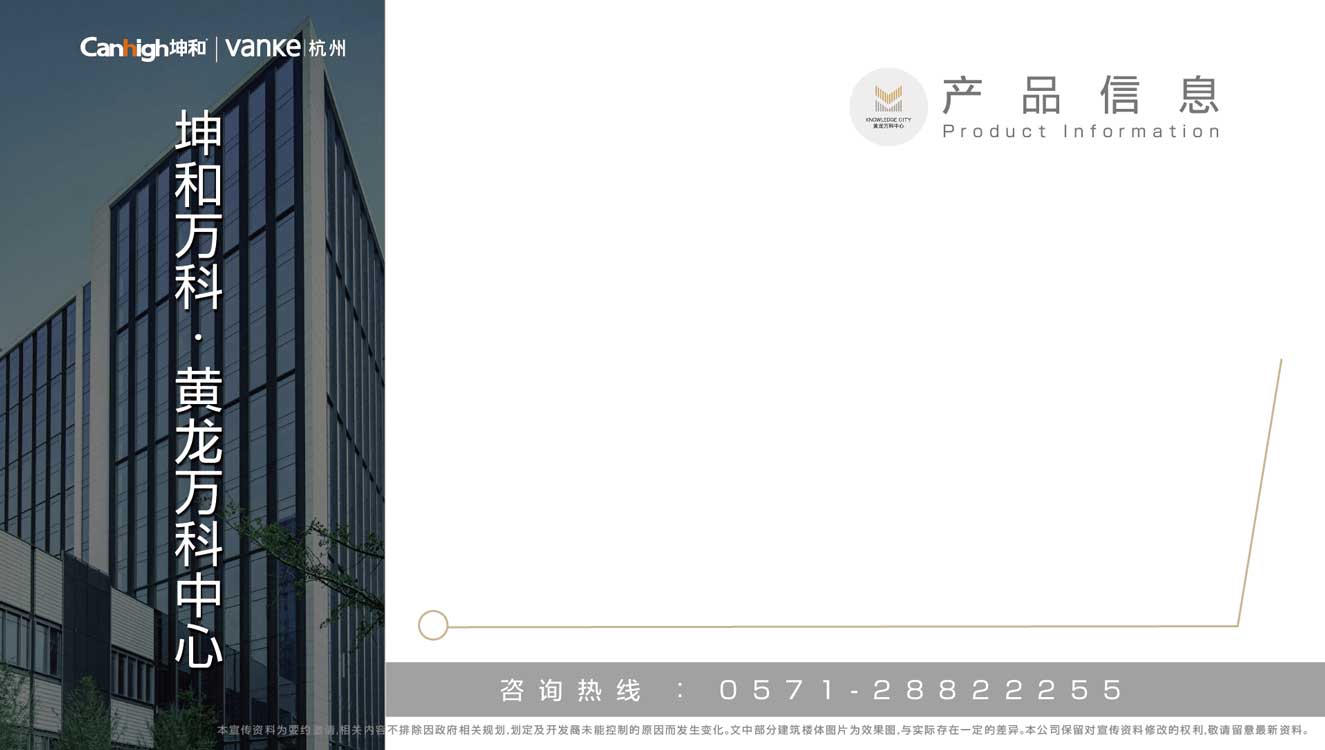 Canhigh坤和 | vanke 杭州
坤和万科·黄龙万科中心
产品信息
Product Information
KNOWLEDGE CITY
黄龙万科中心
咨询热线:0571-28822255
本宣传资料为要约邀请,相关内容不排除因政府相关规划,划定及开发商未能控制的原因而发生变化。文中部分建筑楼体图片为效果图,与实际存在一定的差异。本公司保留对宣传资料修改的权利,敬请留意最新资料。